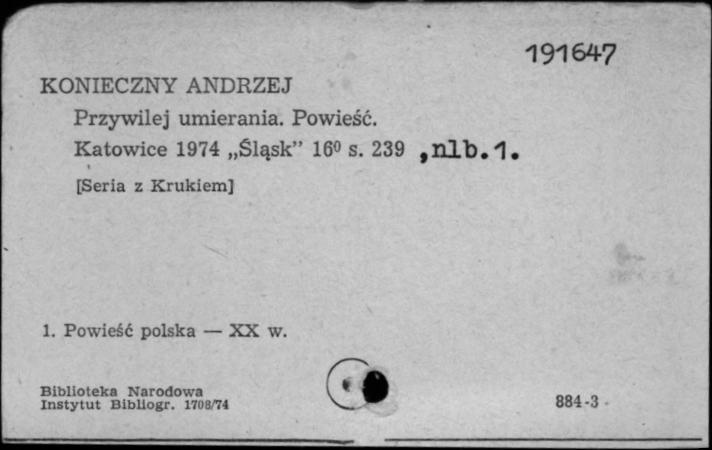 191647
KONIECZNY ANDRZEJ
Przywilej umierania. Powieść.
Katowice 1974 „Śląsk” 16⁰ s. 239 ,nlb.1.
[Seria z Krukiem]
1. Powieść polska — XX w.
Biblioteka Narodowa
Instytut Bibliogr. 1708/74
884-3